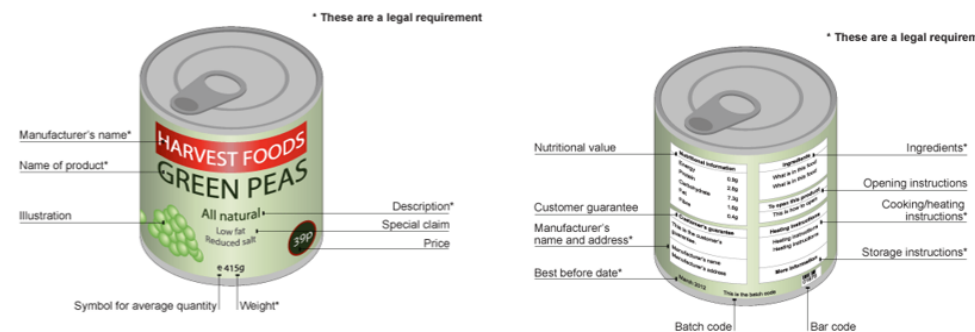 * These are a legal requirement
Manufacturer's name*
Name of product*
Illustration
HARVEST FOODS
GREEN PEAS
All natural
Low fat
Reduced salt
39p
e 415g
Description*
Special claim
Price
Symbol for average quantity
Weight*
* These are a legal requirem
Nutritional value
Customer guarantee
Manufacturer's
name and address*
Best before date*
Nutritional information
Energy
Protein 0.9g
Carbohydrate 2.6g
Fat 7.3g
Fibre 1.6g
0.4g
Customer's guarantee
This is the customer's
guarantee.
Manufacturer's name
Manufacturer's address
March 2012
This is the batch code
Ingredients
What is in this food
What is in this food
To open this product
This is how to open
Heating instructions
Heating instructions
Heating instructions
More information
Ingredients*
Opening instructions
Cooking/heating
instructions*
Storage instructions*
Batch code
Bar code